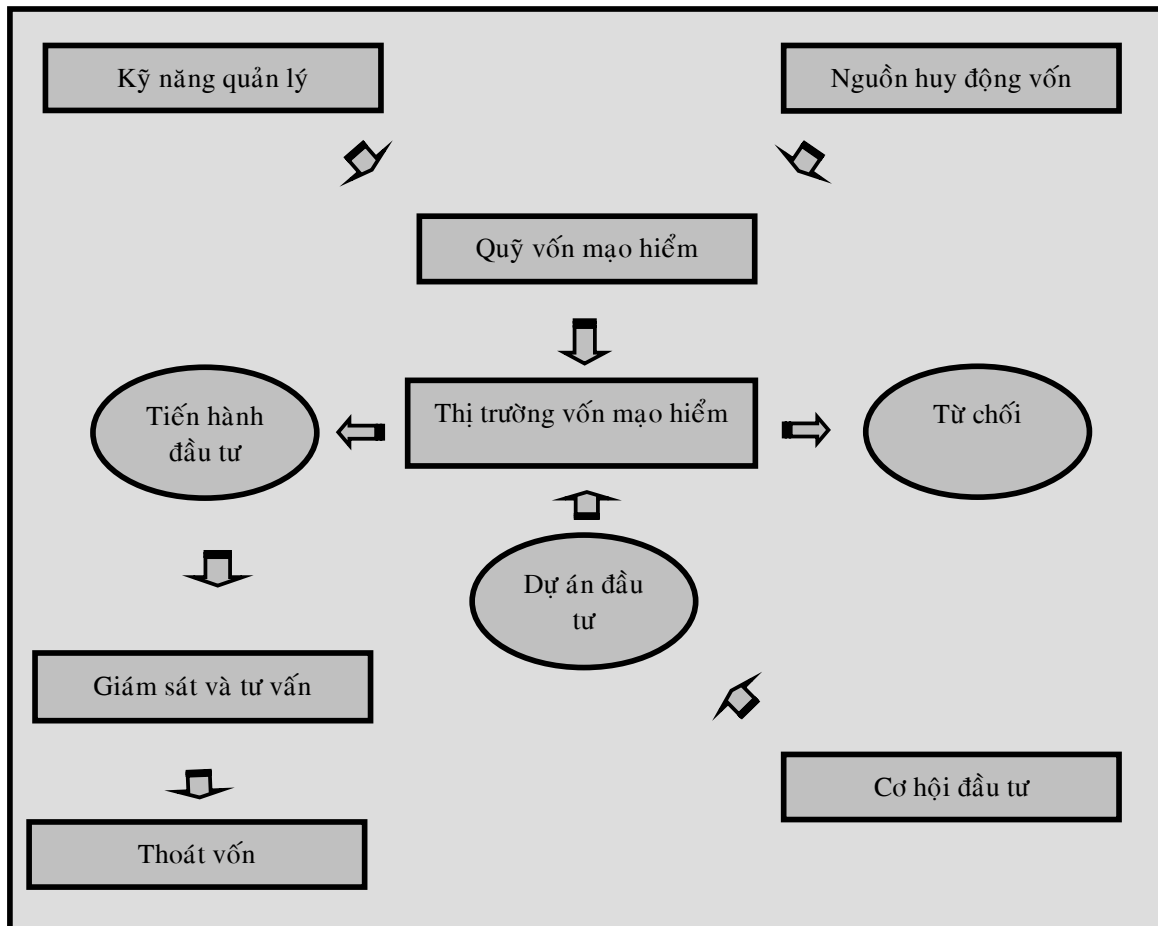 Kỹ năng quản lý
Nguồn huy động vốn
Quỹ vốn mạo hiểm
Tiến hành
đầu tư
Thị trường vốn mạo hiểm
Từ chối
Dự án đầu
tư
Giám sát và tư vấn
Cơ hội đầu tư
Thoát vốn